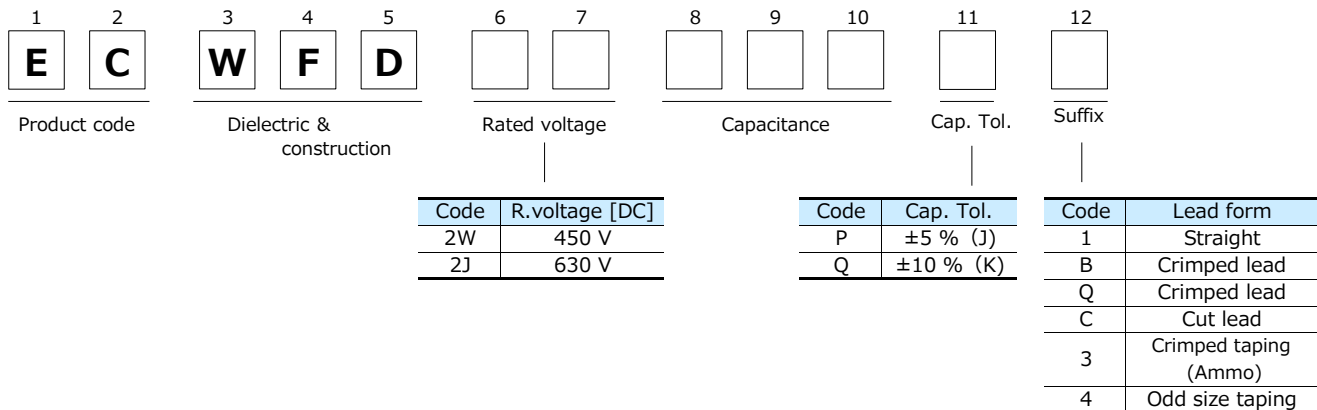 1 2 3 4 5 6 7 8 9 10 11 12
E C W F D
Product code Dielectric & construction Rated voltage Capacitance Cap. Tol. Suffix
Code R.voltage [DC]
2W 450 V
2J 630 V
Code Cap. Tol.
P ±5 % (J)
Q ±10 % (K)
Code Lead form
1 Straight
B Crimped lead
Q Crimped lead
C Cut lead
3 Crimped taping (Ammo)
4 Odd size taping